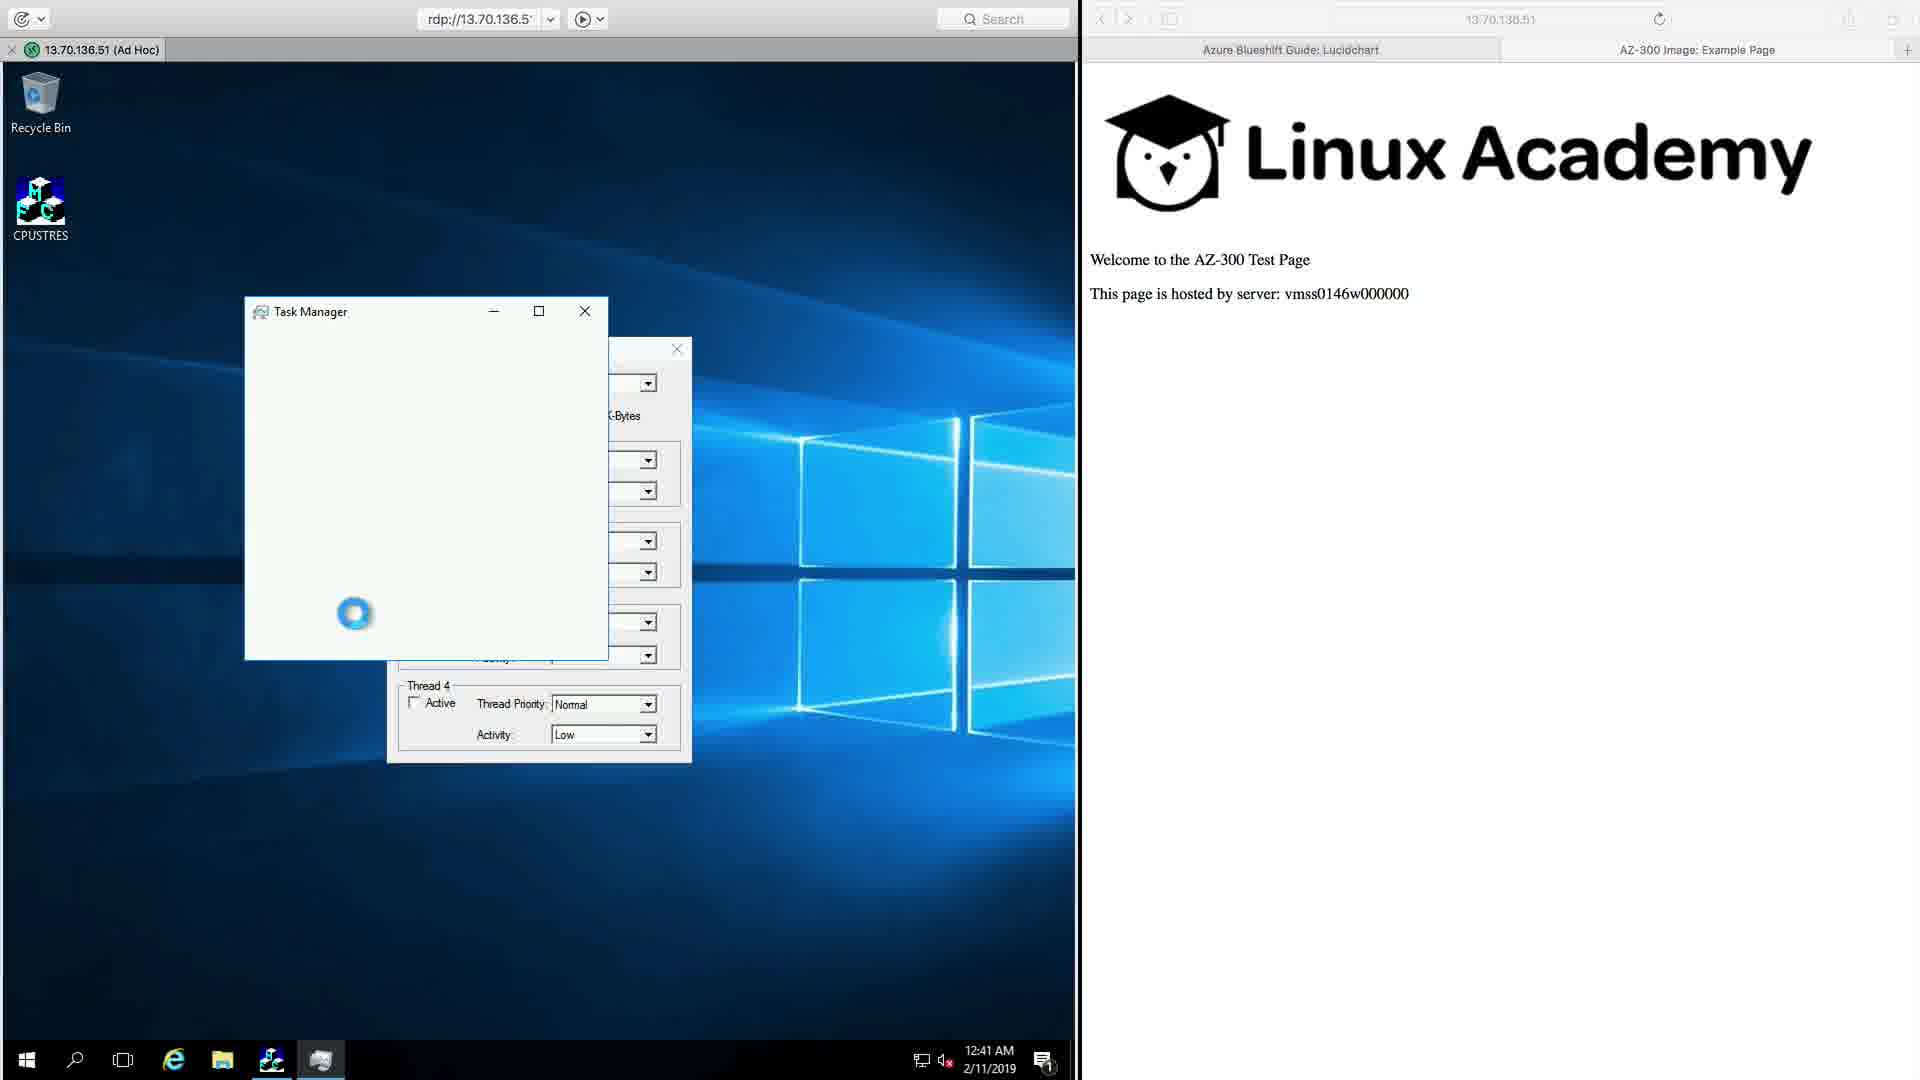 rdp://13.70.136.5
Search
13.70.136.51 (Ad Hoc)
Recycle Bin
CPUSTRES
Task Manager
K-Bytes
Thread 4
Active
Thread Priority:
Normal
Activity:
Low
12:41 AM
2/11/2019
1
13.70.136.51
Azure Blueshift Guide: Lucidchart
AZ-300 Image: Example Page
Linux Academy
Welcome to the AZ-300 Test Page
This page is hosted by server: vmss0146w000000